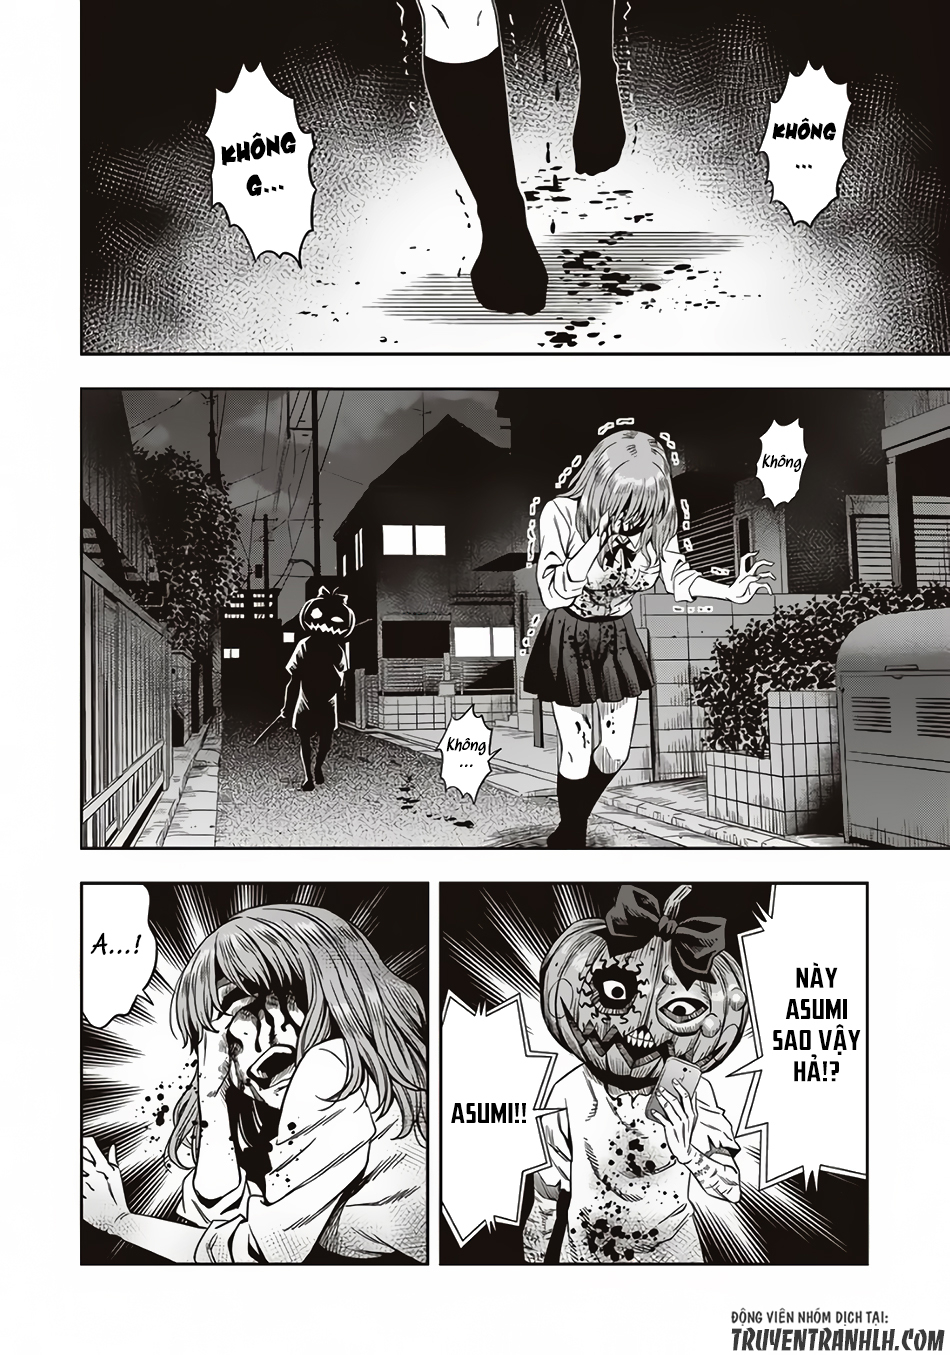 KHÔNG
...
KHÔNG
G...
Không
Không
...
NÀY
ASUMI
SAO VẬY
HẢ!?
ASUMI!!
A...!
ĐỘNG VIÊN NHÓM DỊCH TẠI:
TRUYENTRANHLH.COM